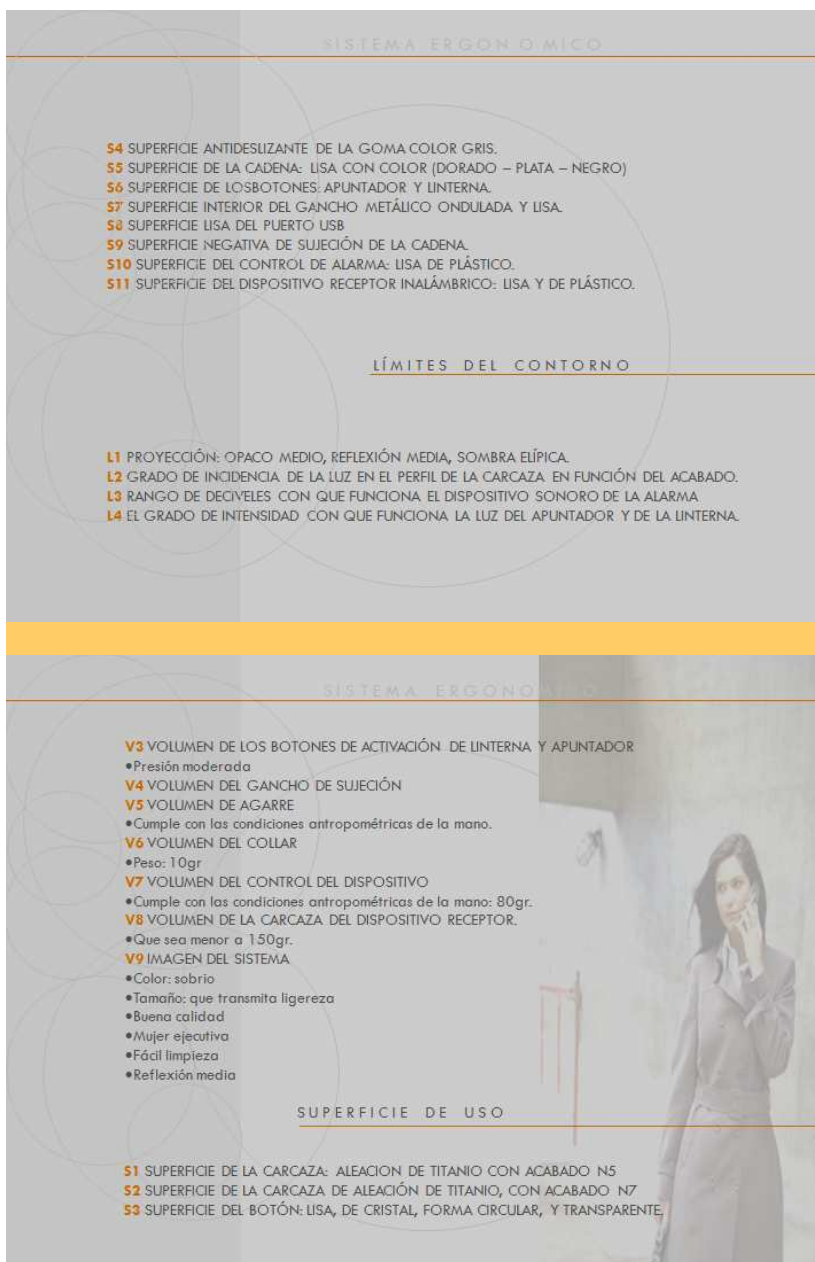 SISTEMA ERGONOMICO
S4 SUPERFICIE ANTIDESLIZANTE DE LA GOMA COLOR GRIS.
S5 SUPERFICIE DE LA CADENA: LISA CON COLOR (DORADO – PLATA – NEGRO)
S6 SUPERFICIE DE LOSBOTONES: APUNTADOR Y LINTERNA.
S7 SUPERFICIE INTERIOR DEL GANCHO METÁLICO ONDULADA Y LISA.
S8 SUPERFICIE LISA DEL PUERTO USB
S9 SUPERFICIE NEGATIVA DE SUJECIÓN DE LA CADENA.
S10 SUPERFICIE DEL CONTROL DE ALARMA: LISA DE PLÁSTICO.
S11 SUPERFICIE DEL DISPOSITIVO RECEPTOR INALÁMBRICO: LISA Y DE PLÁSTICO.
LÍMITES DEL CONTORNO
L1 PROYECCIÓN: OPACO MEDIO, REFLEXIÓN MEDIA, SOMBRA ELÍPICA.
L2 GRADO DE INCIDENCIA DE LA LUZ EN EL PERFIL DE LA CARCAZA EN FUNCIÓN DEL ACABADO.
L3 RANGO DE DECIVELES CON QUE FUNCIONA EL DISPOSITIVO SONORO DE LA ALARMA
L4 EL GRADO DE INTENSIDAD CON QUE FUNCIONA LA LUZ DEL APUNTADOR Y DE LA LINTERNA.
SISTEMA ERGONOMICO
V3 VOLUMEN DE LOS BOTONES DE ACTIVACIÓN DE LINTERNA Y APUNTADOR
•Presión moderada
V4 VOLUMEN DEL GANCHO DE SUJECIÓN
V5 VOLUMEN DE AGARRE
•Cumple con las condiciones antropométricas de la mano.
V6 VOLUMEN DEL COLLAR
•Peso: 10gr
V7 VOLUMEN DEL CONTROL DEL DISPOSITIVO
•Cumple con las condiciones antropométricas de la mano: 80gr.
V8 VOLUMEN DE LA CARCAZA DEL DISPOSITIVO RECEPTOR.
•Que sea menor a 150gr.
V9 IMAGEN DEL SISTEMA
•Color: sobrio
•Tamaño: que transmita ligereza
•Buena calidad
•Mujer ejecutiva
•Fácil limpieza
•Reflexión media
SUPERFICIE DE USO
S1 SUPERFICIE DE LA CARCAZA: ALEACION DE TITANIO CON ACABADO N5
S2 SUPERFICIE DE LA CARCAZA DE ALEACIÓN DE TITANIO, CON ACABADO N7
S3 SUPERFICIE DEL BOTÓN: LISA, DE CRISTAL, FORMA CIRCULAR, Y TRANSPARENTE.